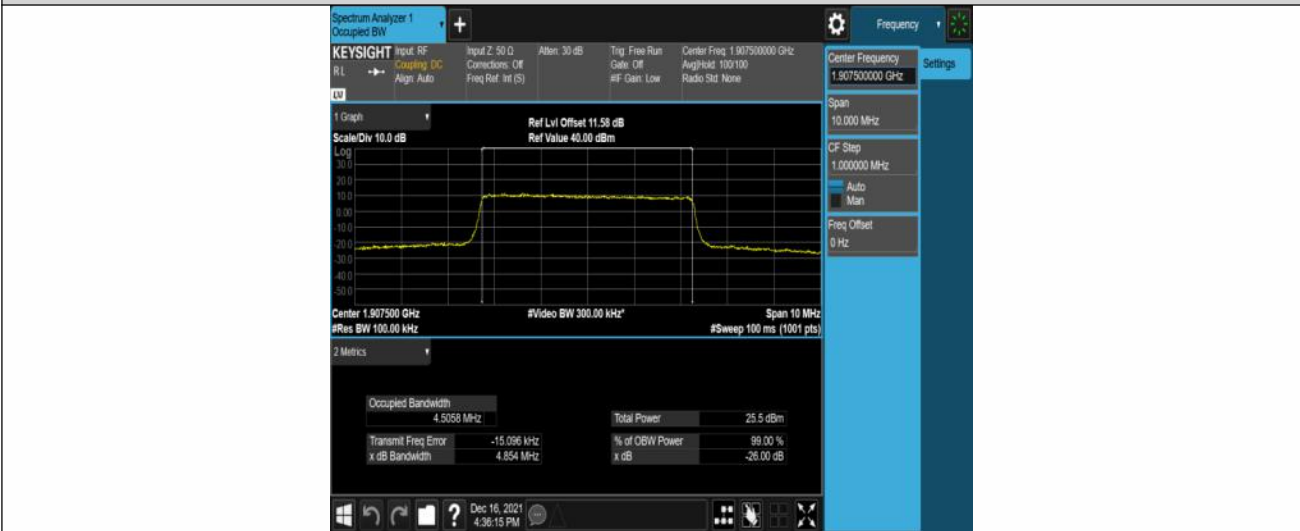 Spectrum Analyzer 1
Occupied BW
+
Frequency
KEYSIGHT
RL
LV
Input: RF
Coupling: DC
Align: Auto
Input Z: 50 Ω
Corrections: Off
Freq Ref: Int (S)
Atten: 30 dB
Trig: Free Run
Gate: Off
#IF Gain: Low
Center Freq: 1.907500000 GHz
Avg|Hold: 100/100
Radio Std: None
Center Frequency
1.907500000 GHz
Settings
Span
10.000 MHz
CF Step
1.000000 MHz
Auto
Man
Freq Offset
0 Hz
1 Graph
Scale/Div 10.0 dB
Ref Lvl Offset 11.58 dB
Ref Value 40.00 dBm
Log
30.0
20.0
10.0
0.00
-10.0
-20.0
-30.0
-40.0
-50.0
Center 1.907500 GHz
#Video BW 300.00 kHz*
Span 10 MHz
#Res BW 100.00 kHz
#Sweep 100 ms (1001 pts)
2 Metrics
Occupied Bandwidth
4.5058 MHz
Total Power 25.5 dBm
Transmit Freq Error -15.096 kHz
% of OBW Power 99.00 %
x dB Bandwidth 4.854 MHz
x dB -26.00 dB
?
Dec 16, 2021
4:36:15 PM